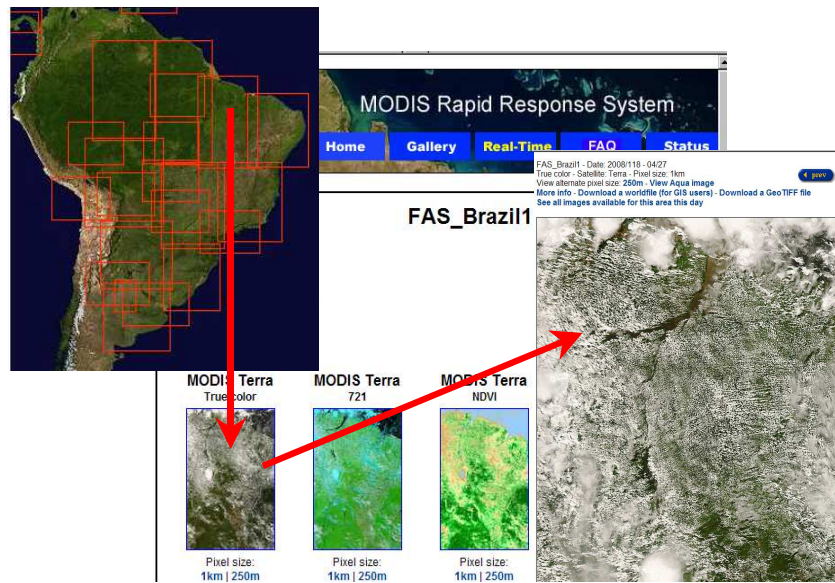 MODIS Rapid Response System
Home Gallery Real-Time FAQ Status
FAS_Brazil1 - Date: 2008/118 - 04/27
True color - Satellite: Terra - Pixel size: 1km
View alternate pixel size: 250m - View Aqua image
More info - Download a worldfile (for GIS users) - Download a GeoTIFF file
See all images available for this area this day
prev
FAS_Brazil1
MODIS Terra MODIS Terra MODIS Terra
True color 721 NDVI
Pixel size: Pixel size: Pixel size:
1km | 250m 1km | 250m 1km | 250m